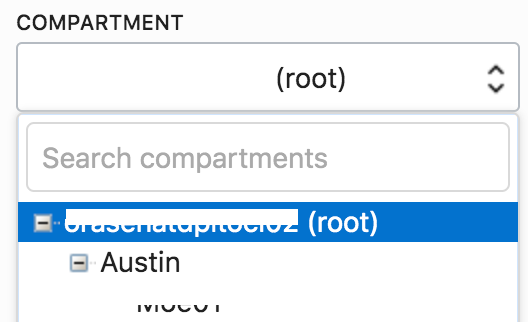 COMPARTMENT
(root)
Search compartments
(root)
Austin